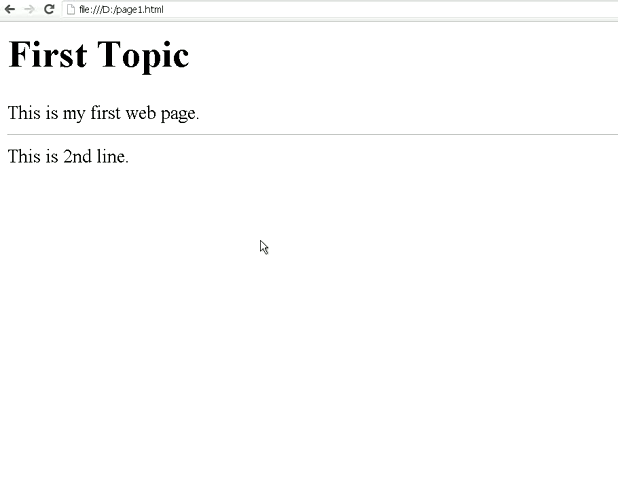 file:///D:/page1.html
First Topic
This is my first web page.
This is 2nd line.